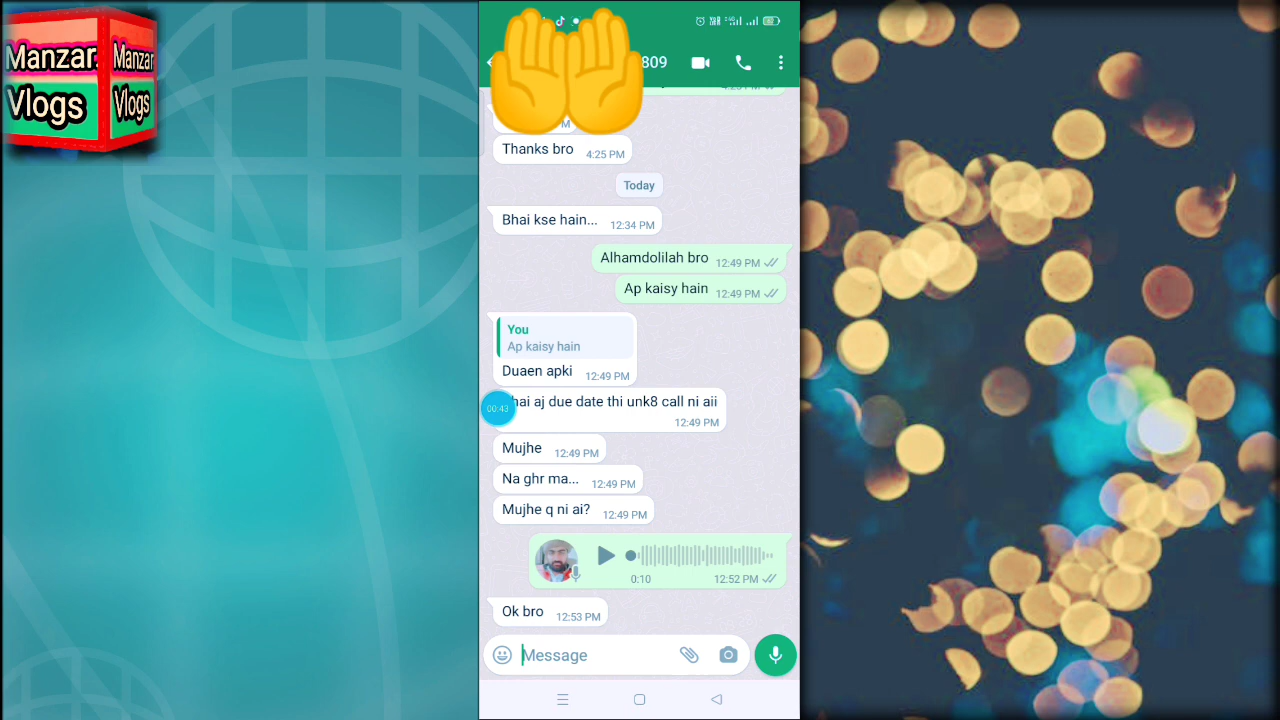 Manzar
Vlogs
Manzar
Vlogs
809
Thanks bro 4:25 PM
Today
Bhai kse hain... 12:34 PM
Alhamdolilah bro 12:49 PM
Ap kaisy hain 12:49 PM
You
Ap kaisy hain
Duaen apki 12:49 PM
hai aj due date thi unk8 call ni aii
12:49 PM
00:43
Mujhe 12:49 PM
Na ghr ma... 12:49 PM
Mujhe q ni ai? 12:49 PM
0:10 12:52 PM
Ok bro 12:53 PM
Message